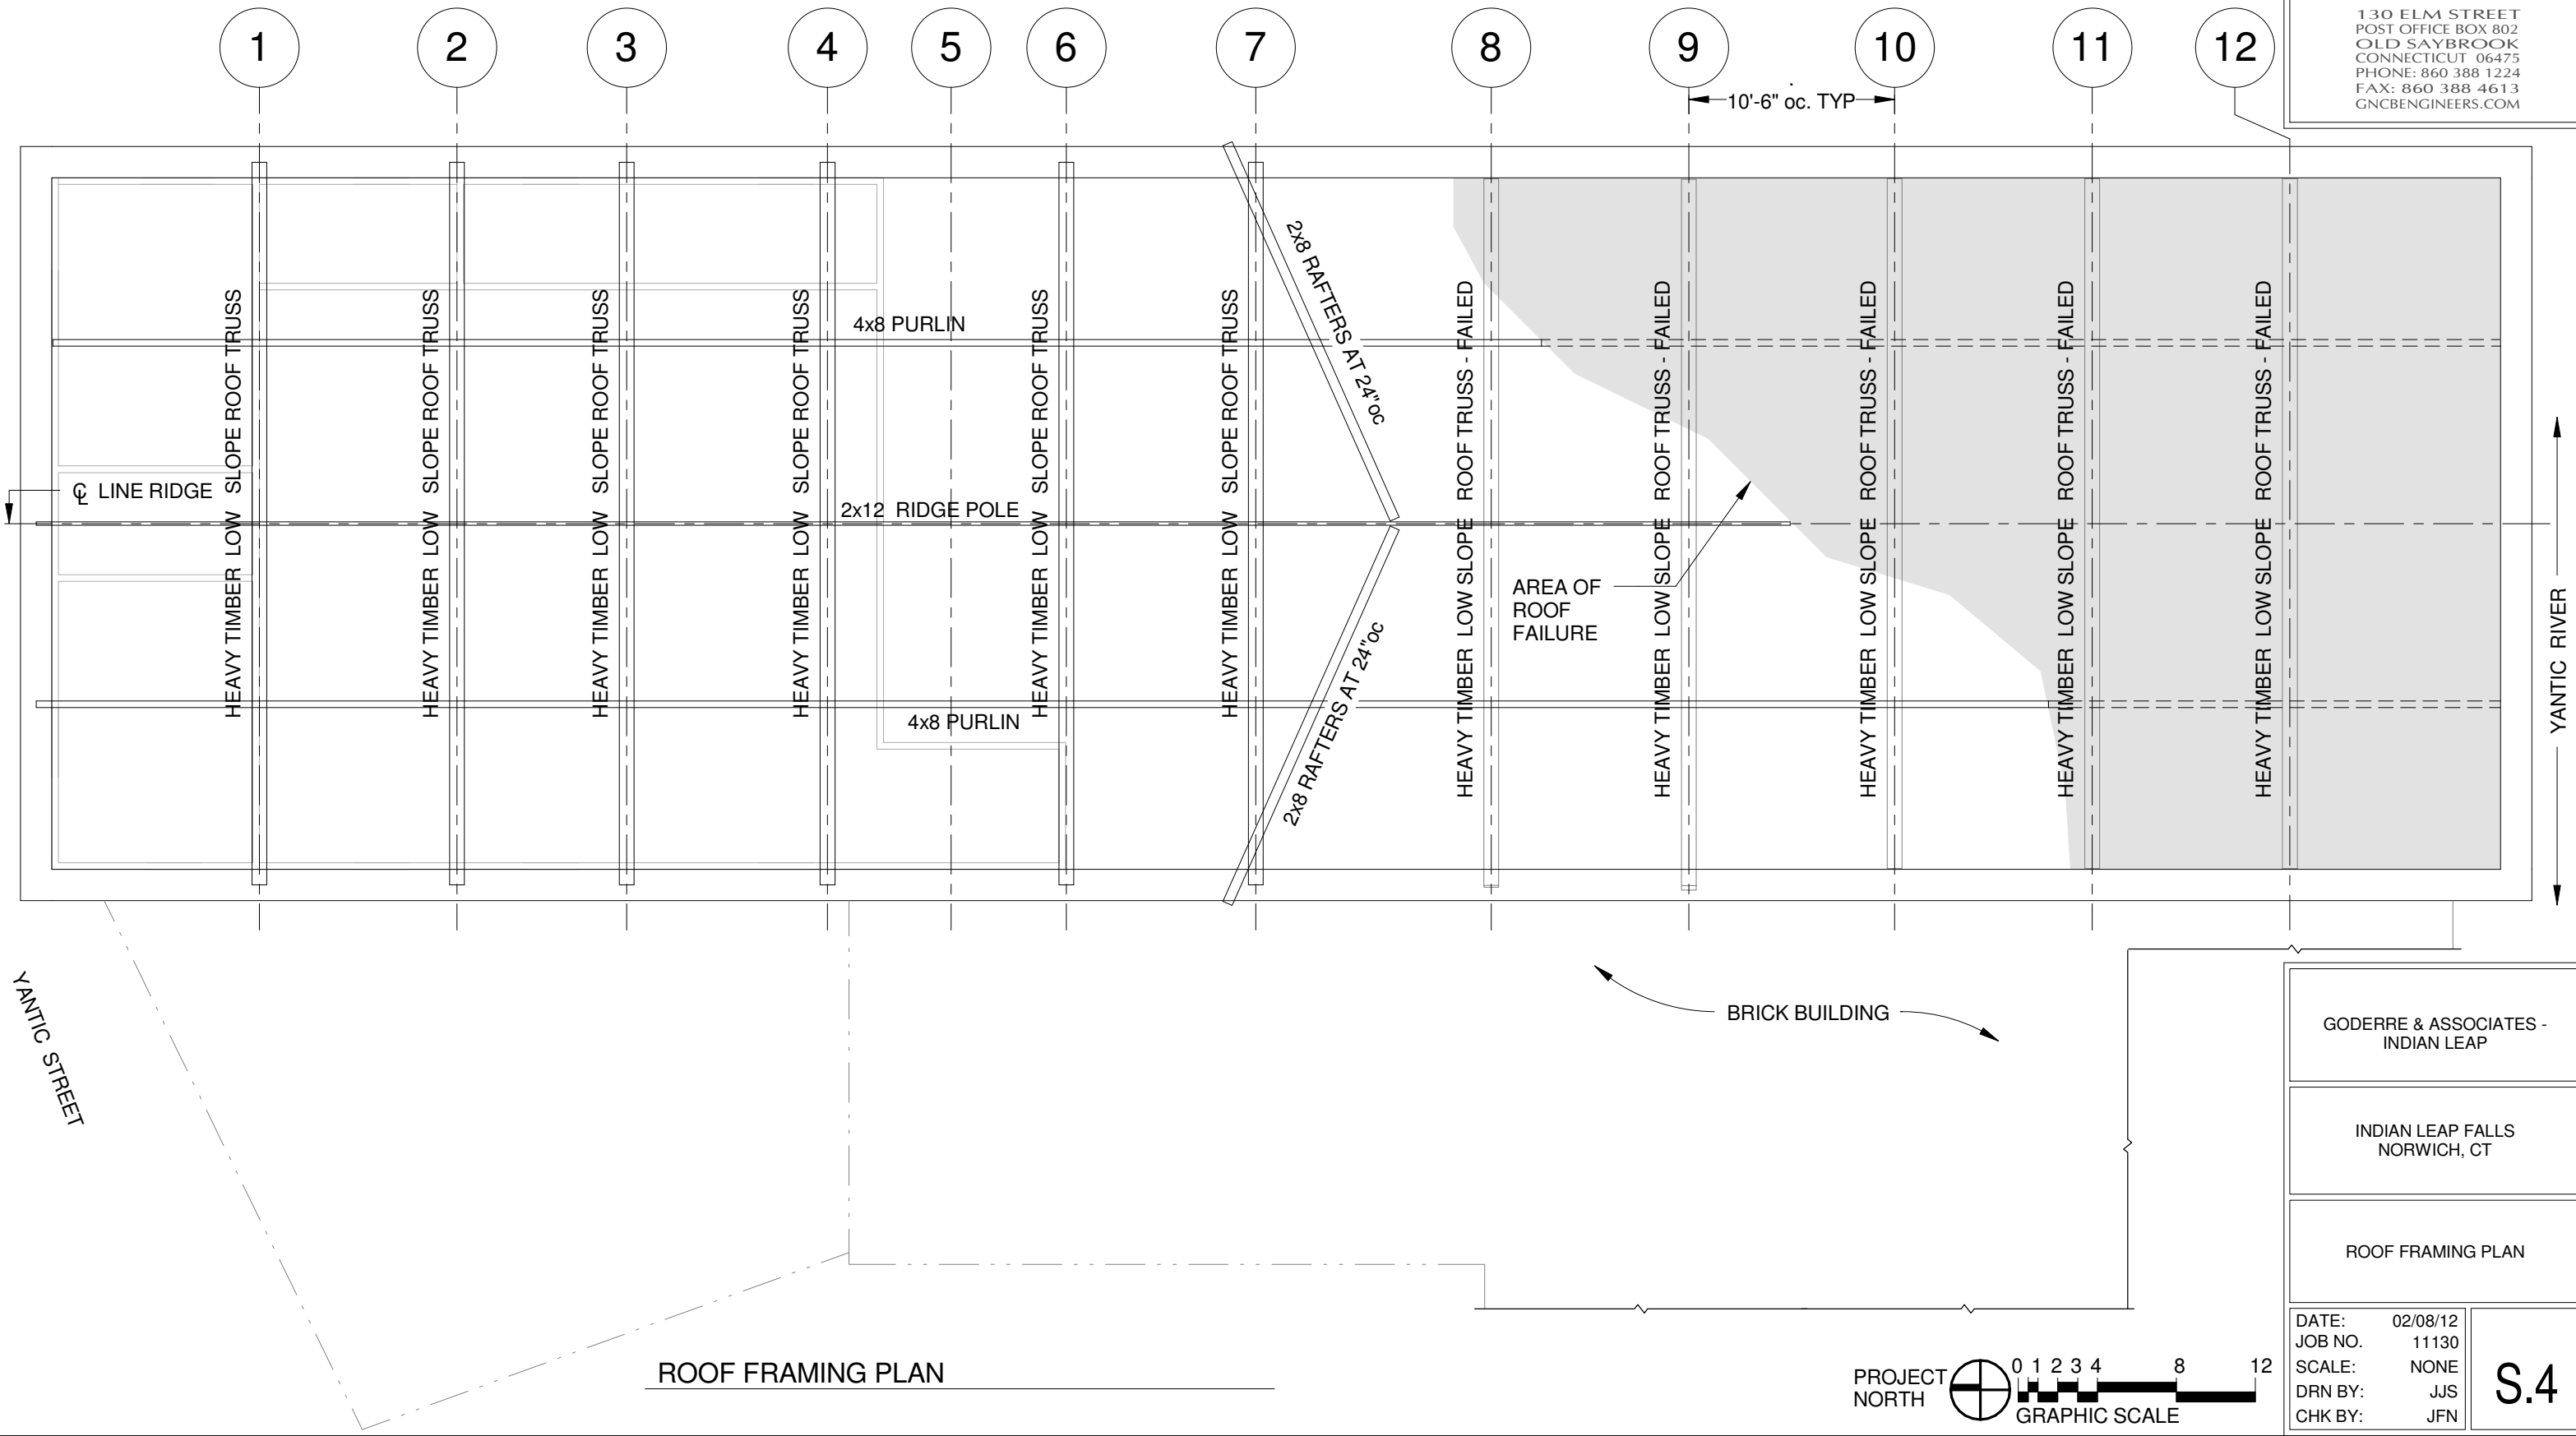 1 2 3 4 5 6 7 8 9 10 11 12
130 ELM STREET
POST OFFICE BOX 802
OLD SAYBROOK
CONNECTICUT 06475
PHONE: 860 388 1224
FAX: 860 388 4613
GNCBENGINEERS.COM
10'-6" oc. TYP
HEAVY TIMBER LOW SLOPE ROOF TRUSS
HEAVY TIMBER LOW SLOPE ROOF TRUSS
HEAVY TIMBER LOW SLOPE ROOF TRUSS
HEAVY TIMBER LOW SLOPE ROOF TRUSS
HEAVY TIMBER LOW SLOPE ROOF TRUSS
HEAVY TIMBER LOW SLOPE ROOF TRUSS
HEAVY TIMBER LOW SLOPE ROOF TRUSS - FAILED
HEAVY TIMBER LOW SLOPE ROOF TRUSS - FAILED
HEAVY TIMBER LOW SLOPE ROOF TRUSS - FAILED
HEAVY TIMBER LOW SLOPE ROOF TRUSS - FAILED
HEAVY TIMBER LOW SLOPE ROOF TRUSS - FAILED
2x8 RAFTERS AT 24"oc
4x8 PURLIN
℄ LINE RIDGE
2x12 RIDGE POLE
AREA OF
ROOF
FAILURE
4x8 PURLIN
2x8 RAFTERS AT 24"oc
YANTIC RIVER
YANTIC STREET
BRICK BUILDING
GODERRE & ASSOCIATES -
INDIAN LEAP
INDIAN LEAP FALLS
NORWICH, CT
ROOF FRAMING PLAN
ROOF FRAMING PLAN
PROJECT
NORTH
0 1 2 3 4 8 12
GRAPHIC SCALE
DATE: 02/08/12
JOB NO. 11130
SCALE: NONE
DRN BY: JJS
CHK BY: JFN
S.4